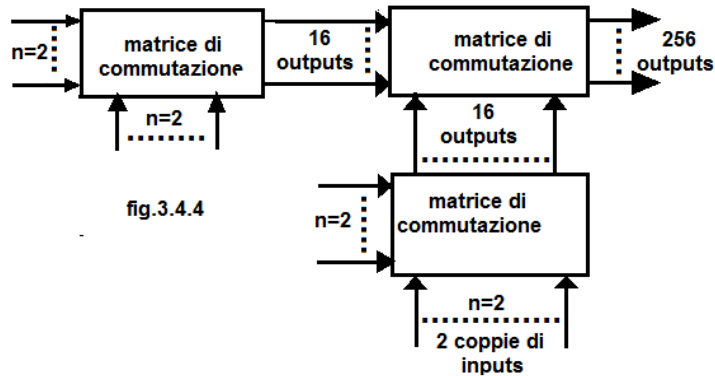 n=2
matrice di
commutazione
n=2
16
outputs
matrice di
commutazione
256
outputs
16
outputs
fig.3.4.4
n=2
matrice di
commutazione
n=2
2 coppie di
inputs